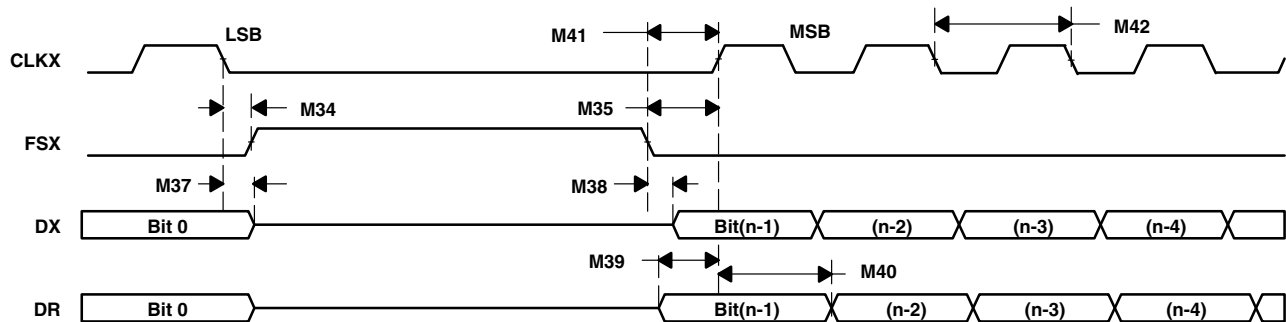 LSB
M41
MSB
M42
CLKX
M34
M35
FSX
M37
M38
DX
Bit 0
Bit(n-1)
(n-2)
(n-3)
(n-4)
M39
M40
DR
Bit 0
Bit(n-1)
(n-2)
(n-3)
(n-4)